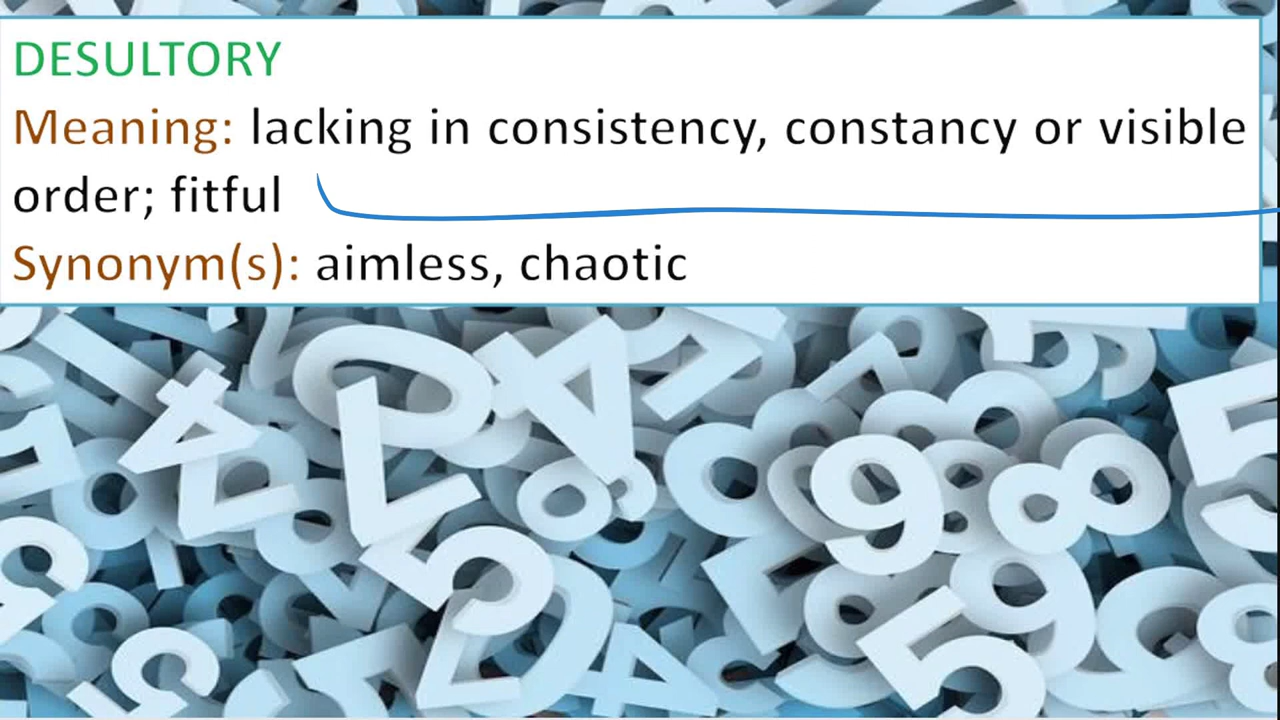 DESULTORY
Meaning: lacking in consistency, constancy or visible
order; fitful
Synonym(s): aimless, chaotic